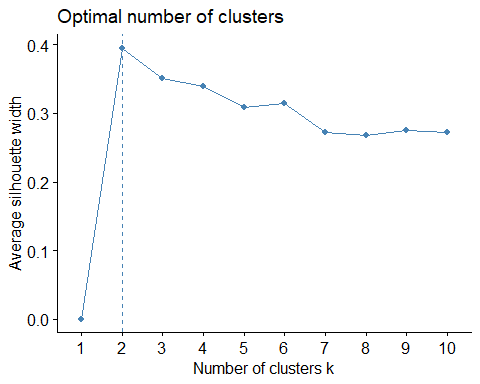 Optimal number of clusters
Average silhouette width
0.4
0.3
0.2
0.1
0.0
1 2 3 4 5 6 7 8 9 10
Number of clusters k